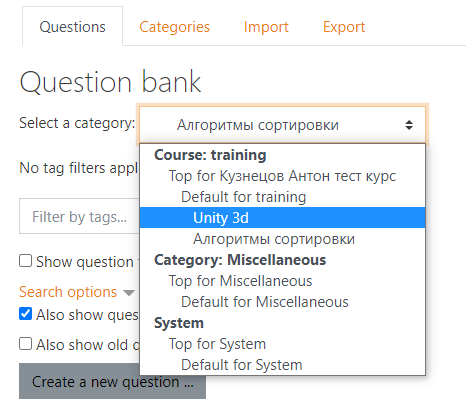 Questions Categories Import Export
Question bank
Select a category: Алгоритмы сортировки
Course: training
No tag filters appl Top for Кузнецов Антон тест курс
Default for training
Filter by tags... Unity 3d
Алгоритмы сортировки
Show question Category: Miscellaneous
Search options Top for Miscellaneous
Default for Miscellaneous
Also show ques
System
Also show old Top for System
Default for System
Create a new question ...